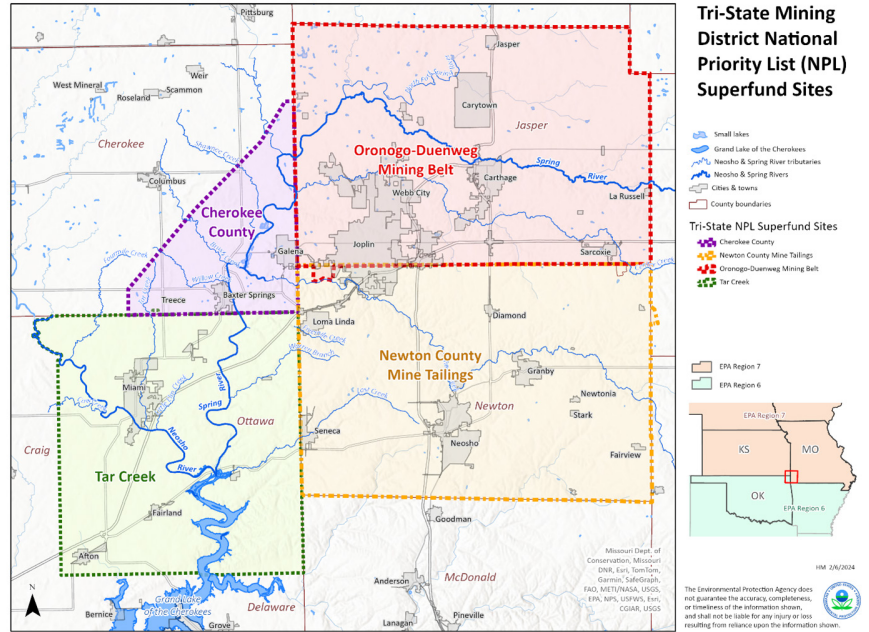 Tri-State Mining
District National
Priority List (NPL)
Superfund Sites
Small lakes
Grand Lake of the Cherokees
Neosho & Spring River tributaries
Neosho & Spring Rivers
Cities & towns
County boundaries
Tri-State NPL Superfund Sites
Cherokee County
Newton County Mine Tailings
Oronogo-Duenweg Mining Belt
Tar Creek
EPA Region 7
EPA Region 6
EPA Region 7
KS
MO
OK
EPA Region 6
HM 2/6/2024
The Environmental Protection Agency does
not guarantee the accuracy, completeness,
or timeliness of the information shown,
and shall not be liable for any injury or loss
resulting from reliance upon the information shown.
Pittsburg
Jasper
Weir
West Mineral
Scammon
Roseland
Carytown
Cherokee
Shawnee Creek
Jasper
Oronogo-Duenweg
Mining Belt
Spring
River
Columbus
Carthage
Webb City
La Russell
Cherokee
County
Joplin
Galena
Sarcoxie
Treece
Baxter Springs
Loma Linda
Diamond
Newton County
Mine Tailings
Granby
Miami
Newtonia
Newton
Stark
River
Spring
Ottawa
Seneca
Neosho
Neosho
River
Craig
Fairview
Tar Creek
Fairland
Goodman
Afton
Missouri Dept. of
Conservation, Missouri
DNR, Esri, TomTom,
Garmin, SafeGraph,
FAO, METI/NASA, USGS,
EPA, NPS, USFWS, Esri,
CGIAR, USGS
Anderson
McDonald
N
Grand Lake
of the Cherokees
Delaware
Bernice
Grove
Lanagan
Pineville